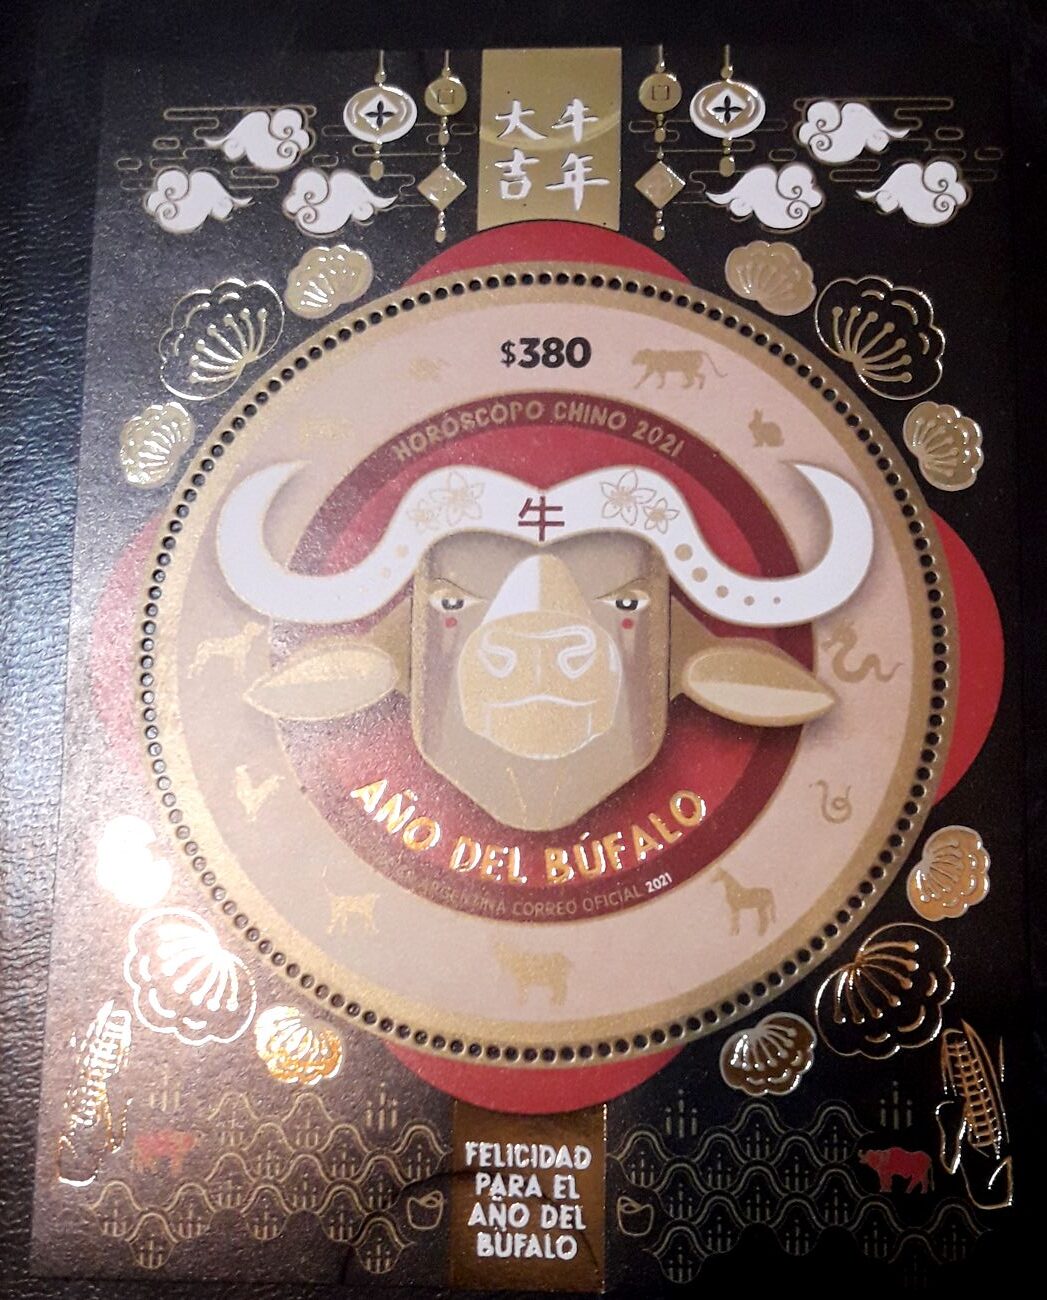 大牛
吉年
$380
HORÓSCOPO CHINO 2021
牛
AÑO DEL BÚFALO
ARGENTINA CORREO OFICIAL 2021
FELICIDAD
PARA EL
AÑO DEL
BÚFALO